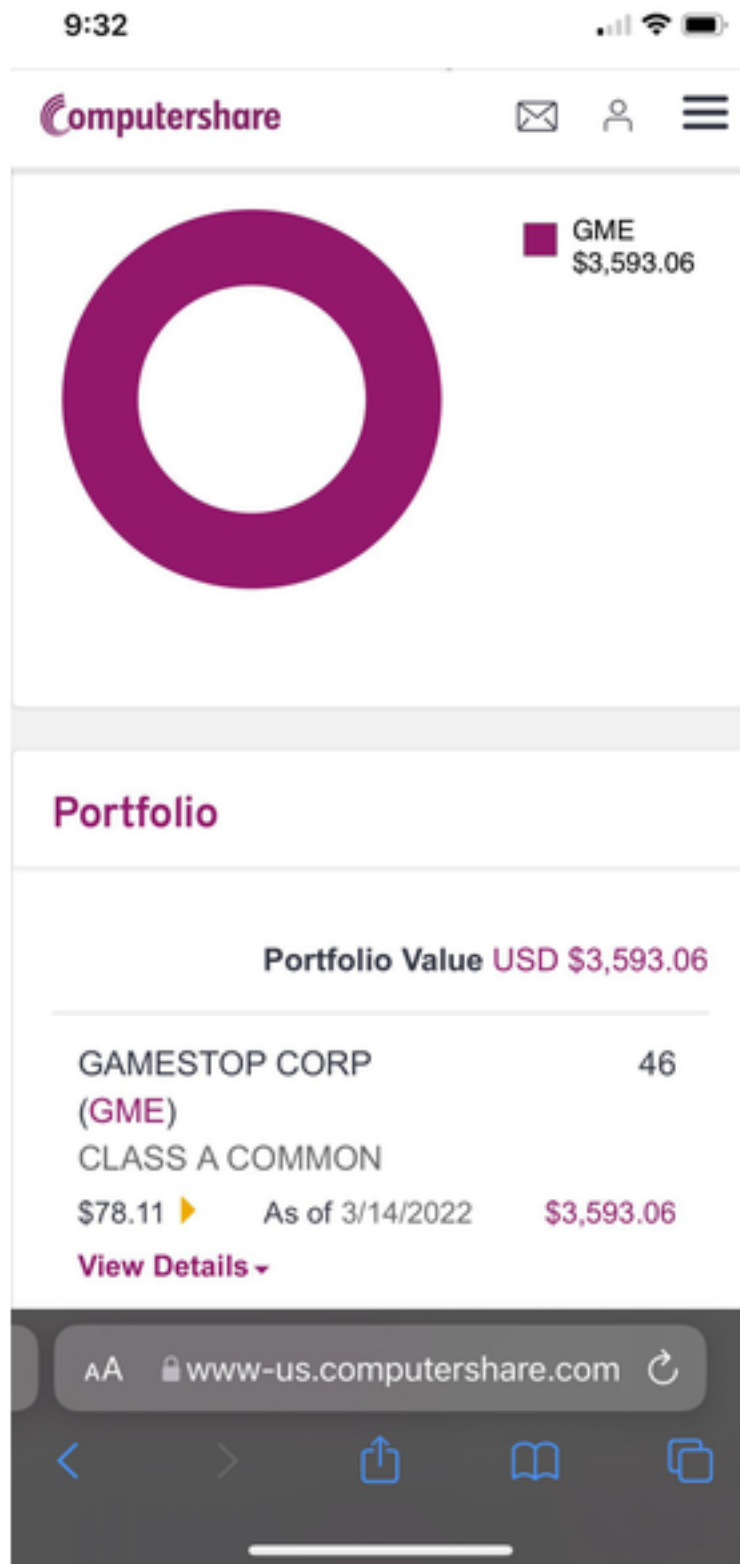 9:32
Computershare
GME
$3,593.06
Portfolio
Portfolio Value USD $3,593.06
GAMESTOP CORP 46
(GME)
CLASS A COMMON
$78.11 As of 3/14/2022 $3,593.06
View Details
AA www-us.computershare.com